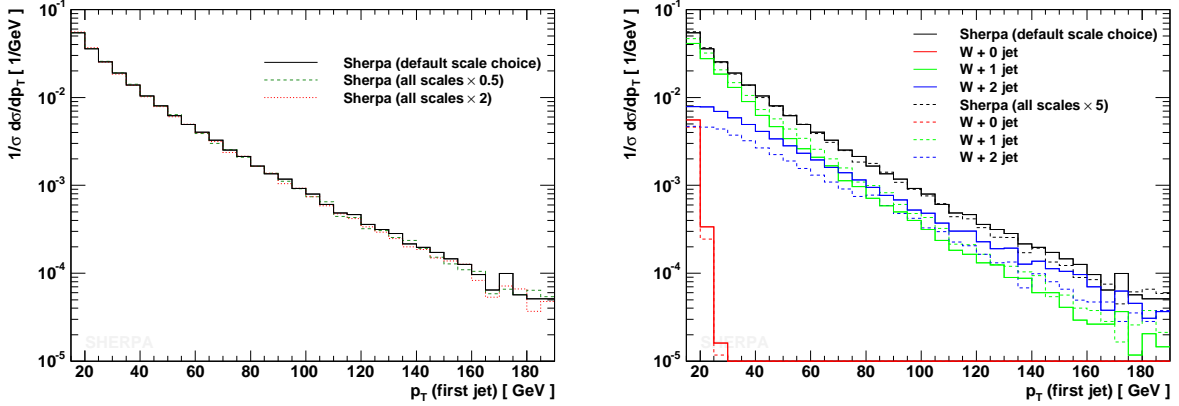 10^-1
10^-2
10^-3
10^-4
10^-5
1/σ dσ/dp_T [ 1/GeV ]
Sherpa (default scale choice)
Sherpa (all scales × 0.5)
Sherpa (all scales × 2)
SHERPA
20 40 60 80 100 120 140 160 180
p_T (first jet) [ GeV ]
10^-1
10^-2
10^-3
10^-4
10^-5
1/σ dσ/dp_T [ 1/GeV ]
Sherpa (default scale choice)
W + 0 jet
W + 1 jet
W + 2 jet
Sherpa (all scales × 5)
W + 0 jet
W + 1 jet
W + 2 jet
SHERPA
20 40 60 80 100 120 140 160 180
p_T (first jet) [ GeV ]